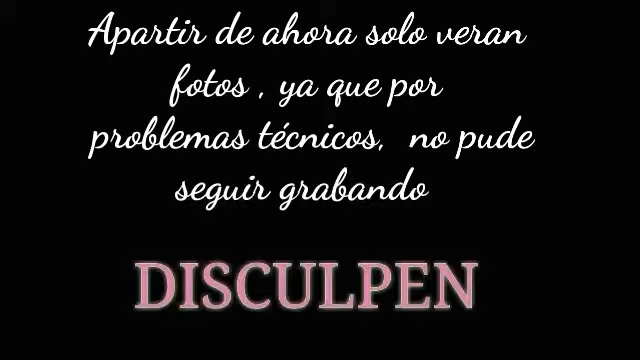 Apartir de ahora solo veran
fotos , ya que por
problemas técnicos, no pude
seguir grabando
DISCULPEN